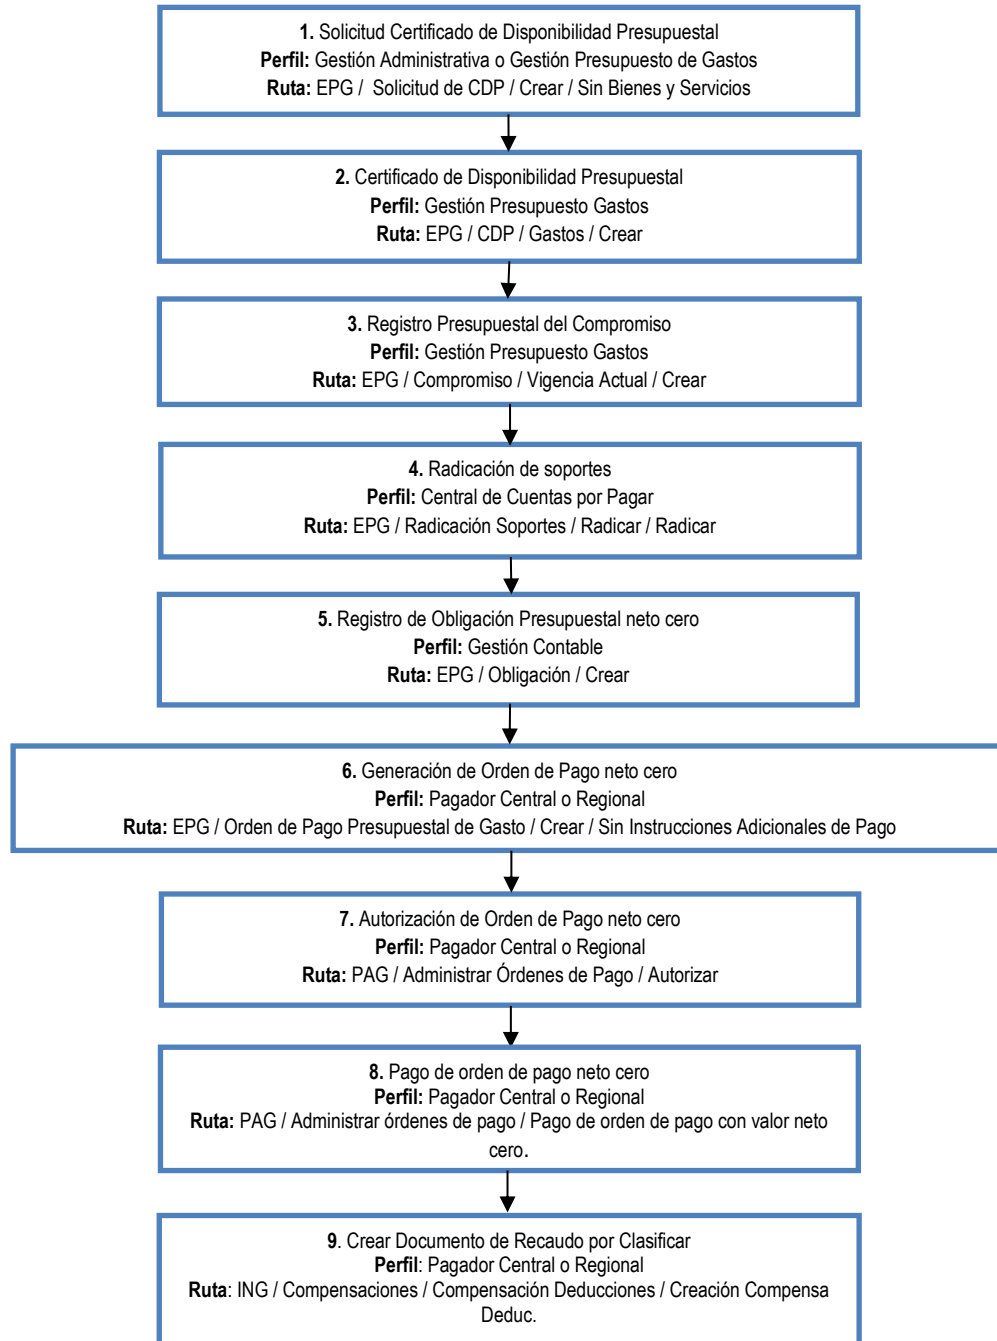 1. Solicitud Certificado de Disponibilidad Presupuestal
Perfil: Gestión Administrativa o Gestión Presupuesto de Gastos
Ruta: EPG / Solicitud de CDP / Crear / Sin Bienes y Servicios
2. Certificado de Disponibilidad Presupuestal
Perfil: Gestión Presupuesto Gastos
Ruta: EPG / CDP / Gastos / Crear
3. Registro Presupuestal del Compromiso
Perfil: Gestión Presupuesto Gastos
Ruta: EPG / Compromiso / Vigencia Actual / Crear
4. Radicación de soportes
Perfil: Central de Cuentas por Pagar
Ruta: EPG / Radicación Soportes / Radicar / Radicar
5. Registro de Obligación Presupuestal neto cero
Perfil: Gestión Contable
Ruta: EPG / Obligación / Crear
6. Generación de Orden de Pago neto cero
Perfil: Pagador Central o Regional
Ruta: EPG / Orden de Pago Presupuestal de Gasto / Crear / Sin Instrucciones Adicionales de Pago
7. Autorización de Orden de Pago neto cero
Perfil: Pagador Central o Regional
Ruta: PAG / Administrar Órdenes de Pago / Autorizar
8. Pago de orden de pago neto cero
Perfil: Pagador Central o Regional
Ruta: PAG / Administrar órdenes de pago / Pago de orden de pago con valor neto
cero.
9. Crear Documento de Recaudo por Clasificar
Perfil: Pagador Central o Regional
Ruta: ING / Compensaciones / Compensación Deducciones / Creación Compensa
Deduc.